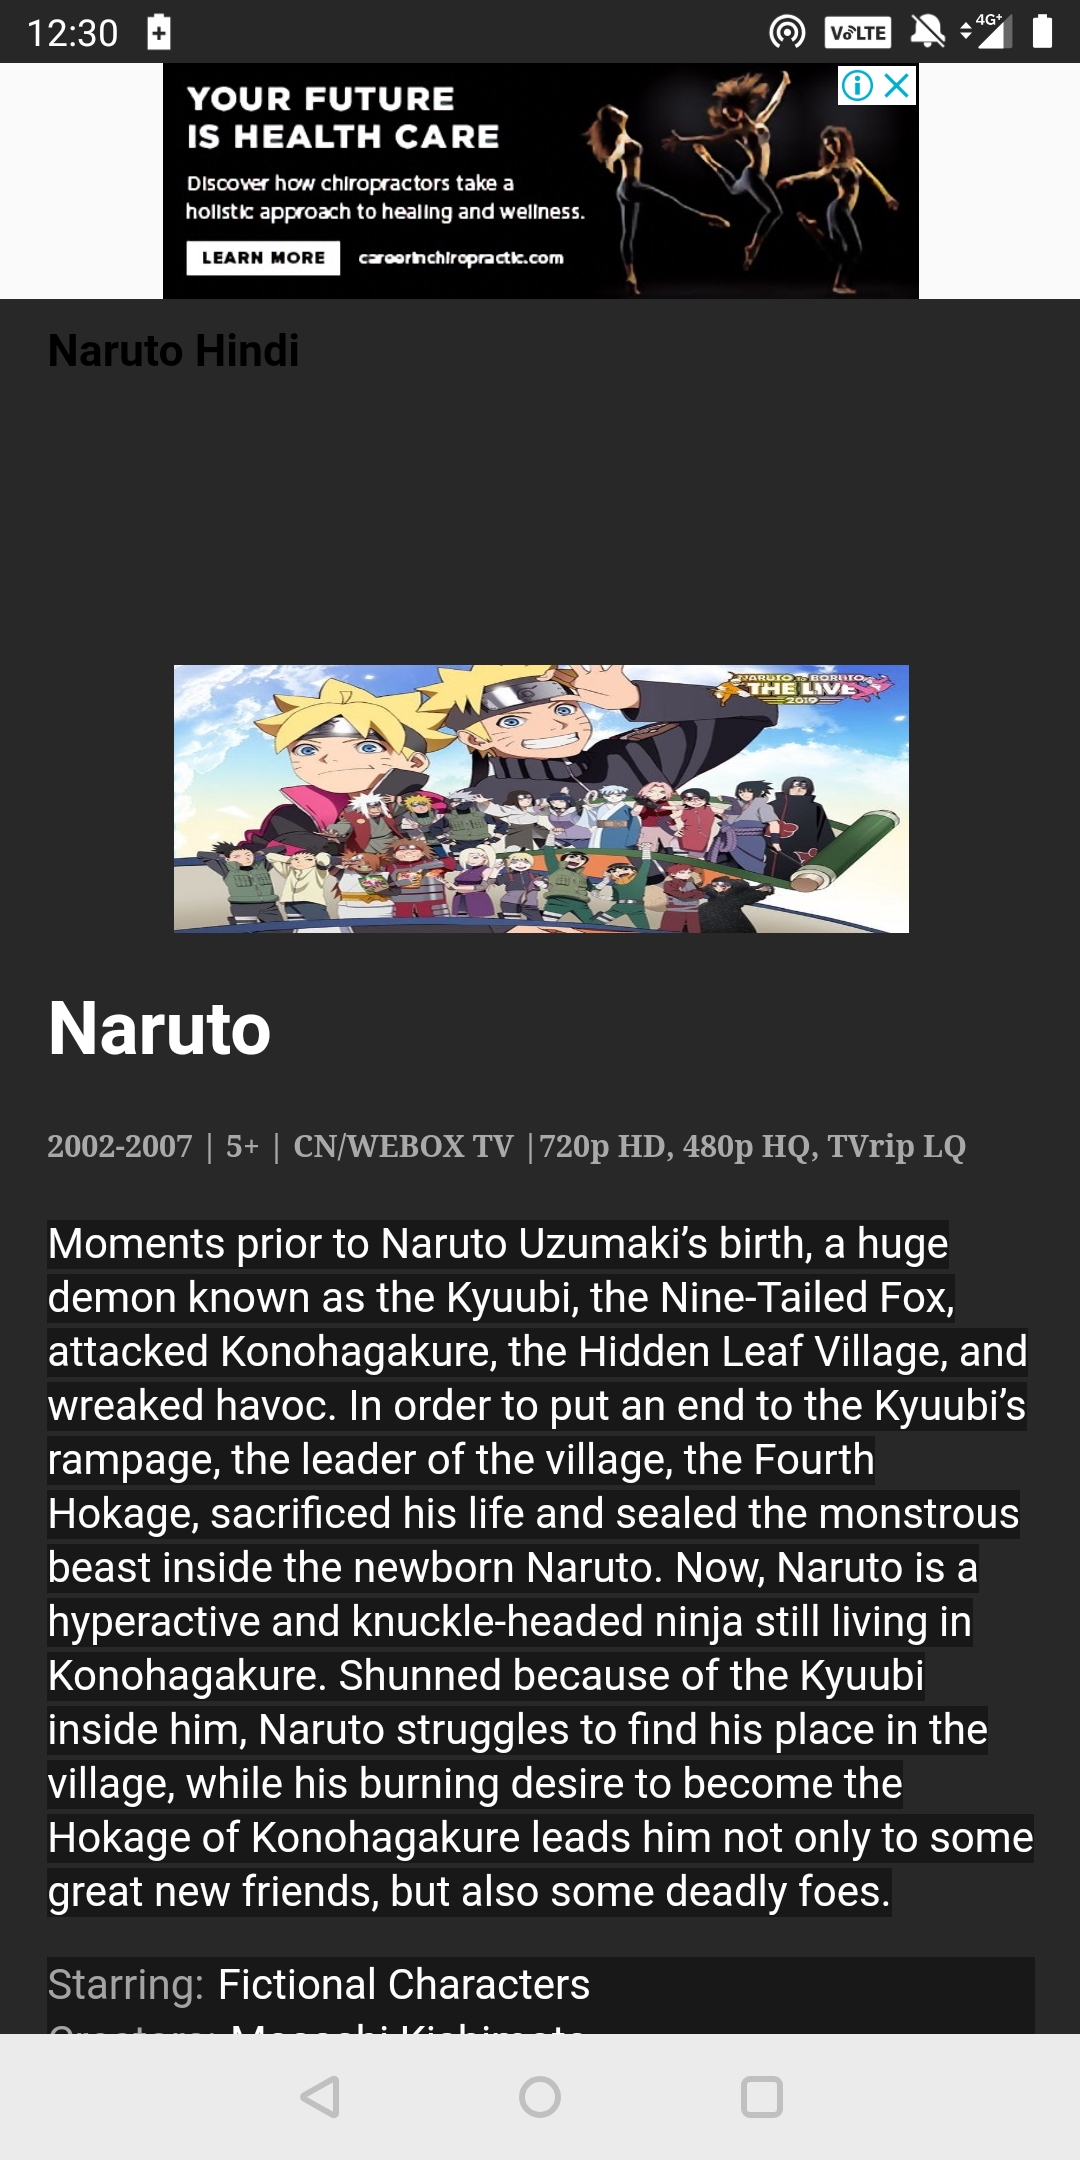 12:30
VoLTE 4G+
YOUR FUTURE
IS HEALTH CARE
Discover how chiropractors take a
holistic approach to healing and wellness.
LEARN MORE careerinchiropractic.com
Naruto Hindi
NARUTO to BORUTO
THE LIVE
2019
Naruto
2002-2007 | 5+ | CN/WEBOX TV |720p HD, 480p HQ, TVrip LQ
Moments prior to Naruto Uzumaki’s birth, a huge
demon known as the Kyuubi, the Nine-Tailed Fox,
attacked Konohagakure, the Hidden Leaf Village, and
wreaked havoc. In order to put an end to the Kyuubi’s
rampage, the leader of the village, the Fourth
Hokage, sacrificed his life and sealed the monstrous
beast inside the newborn Naruto. Now, Naruto is a
hyperactive and knuckle-headed ninja still living in
Konohagakure. Shunned because of the Kyuubi
inside him, Naruto struggles to find his place in the
village, while his burning desire to become the
Hokage of Konohagakure leads him not only to some
great new friends, but also some deadly foes.
Starring: Fictional Characters
Creators: Masashi Kishimoto